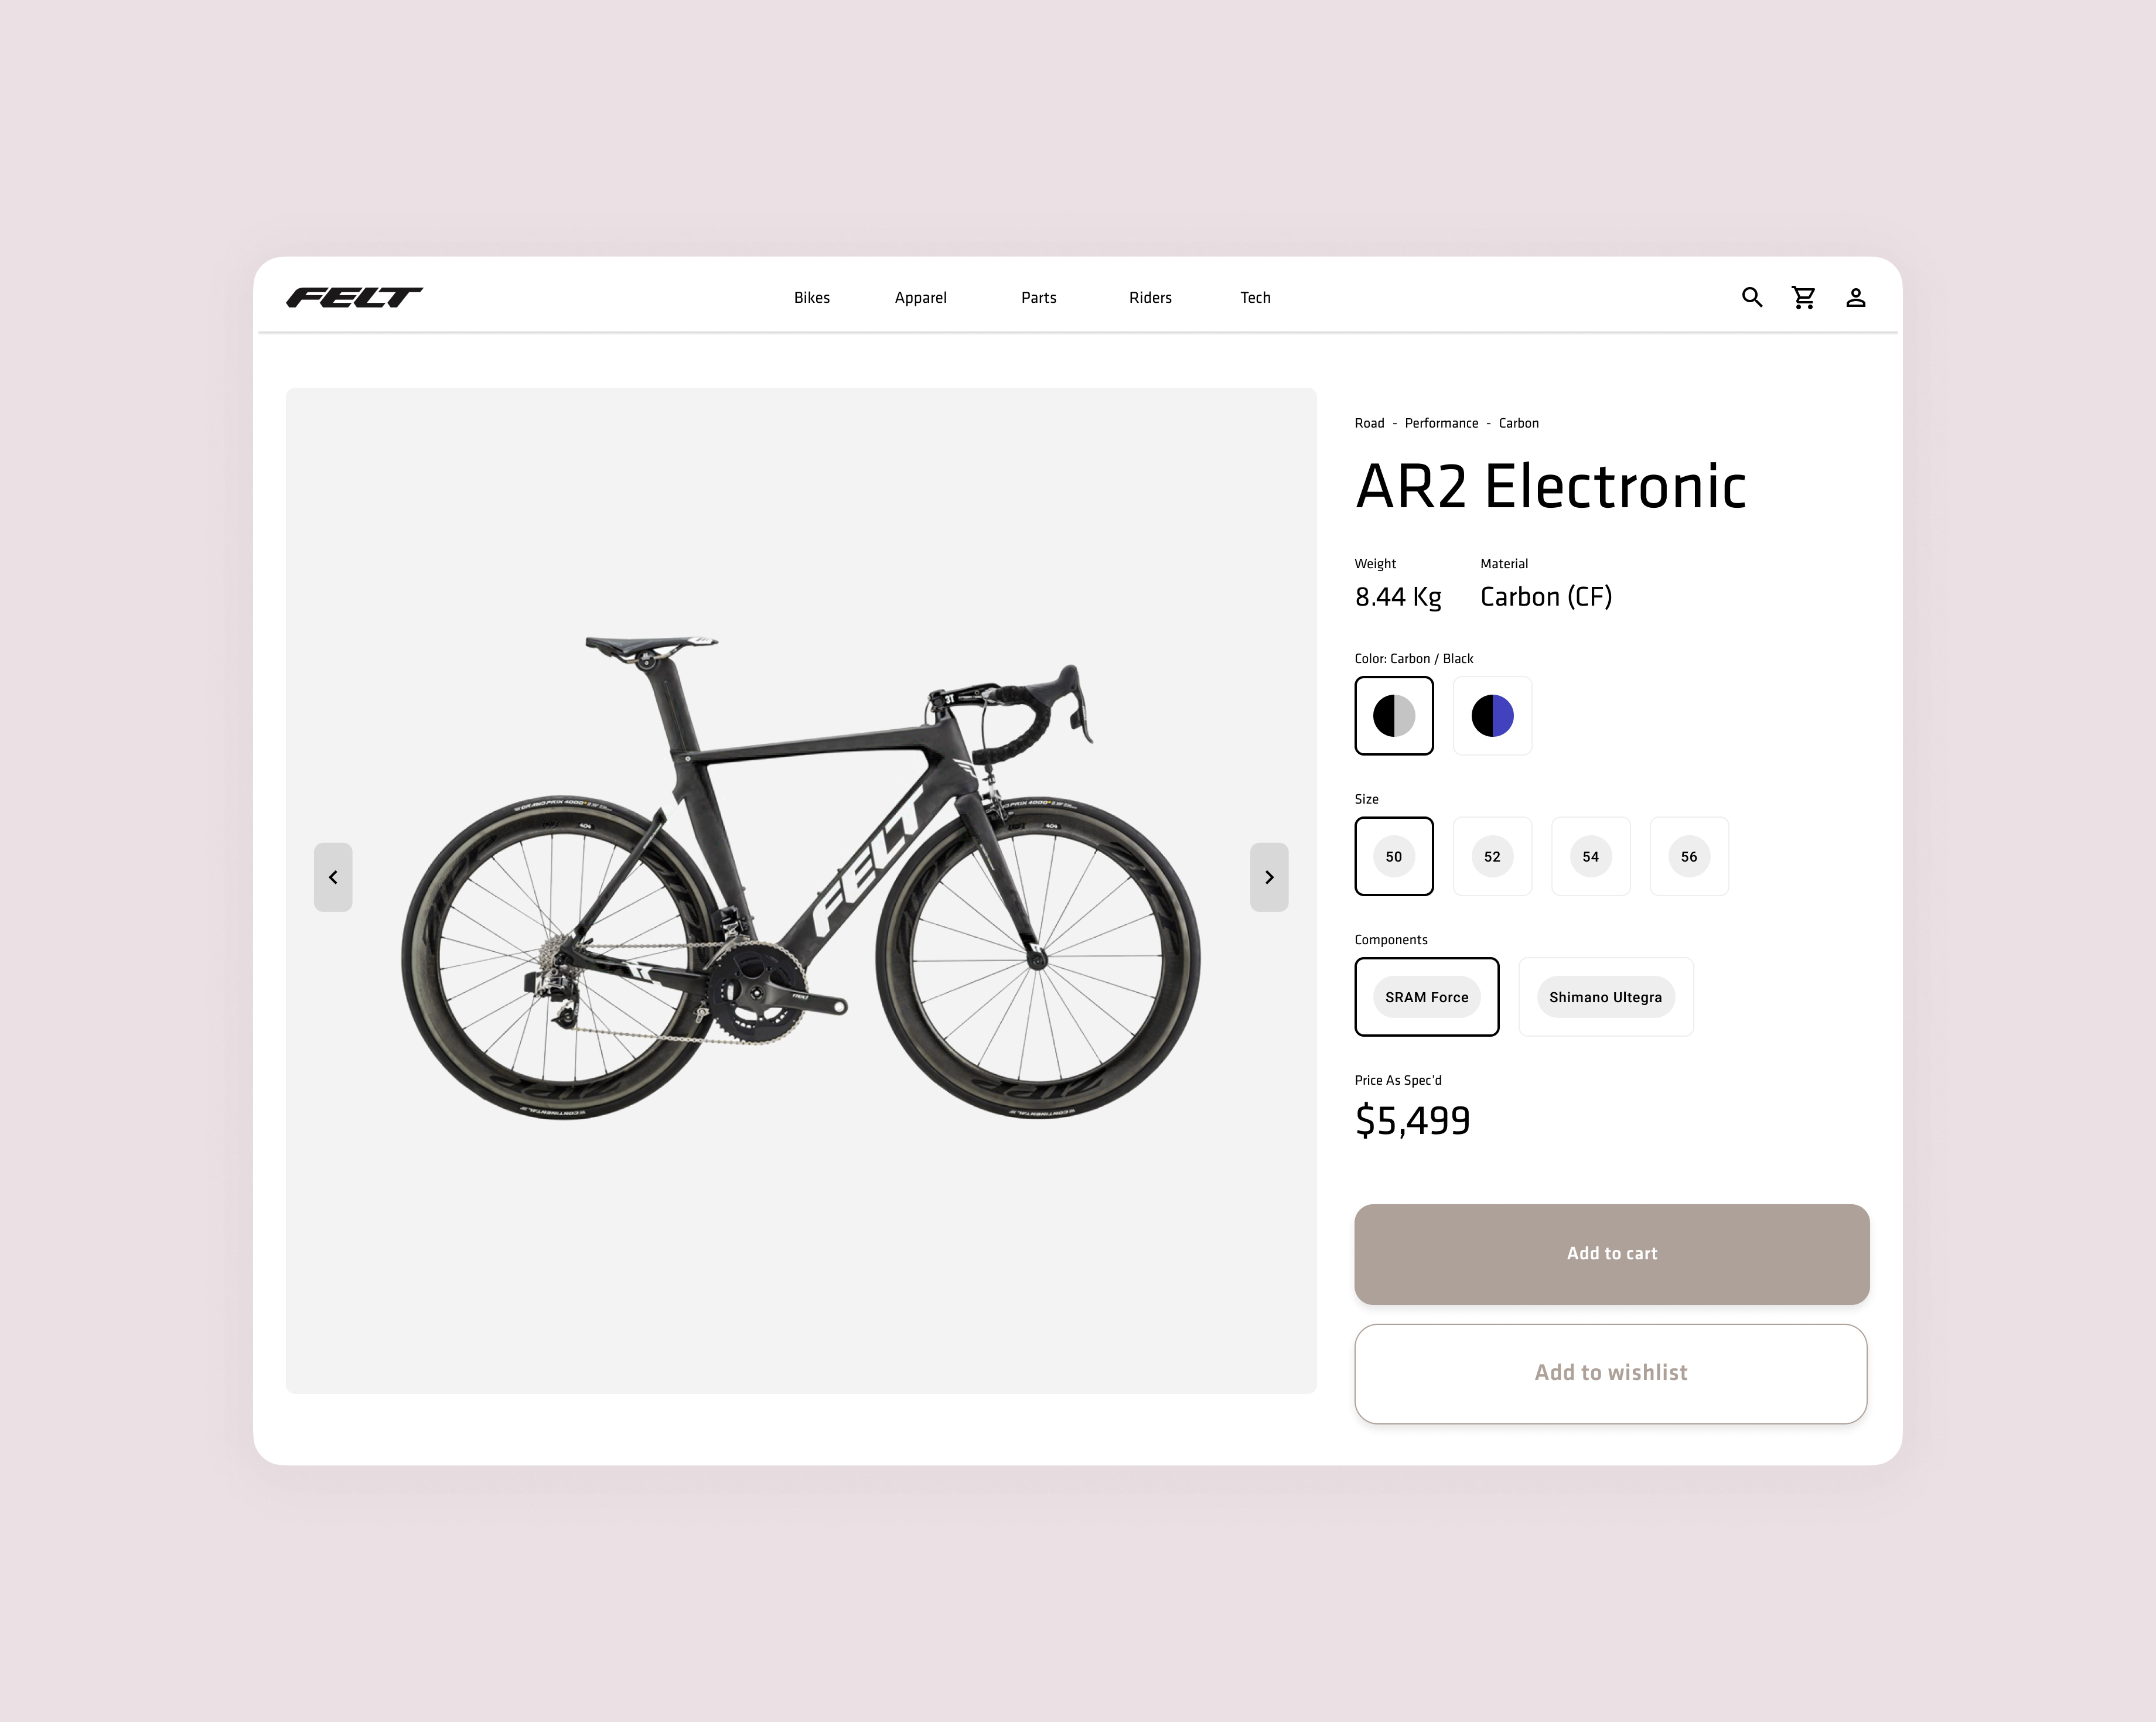 FELT
Bikes Apparel Parts Riders Tech
Road - Performance - Carbon
AR2 Electronic
Weight Material
8.44 Kg Carbon (CF)
Color: Carbon / Black
Size
50 52 54 56
Components
SRAM Force Shimano Ultegra
Price As Spec'd
$5,499
Add to cart
Add to wishlist
FELT
404
404